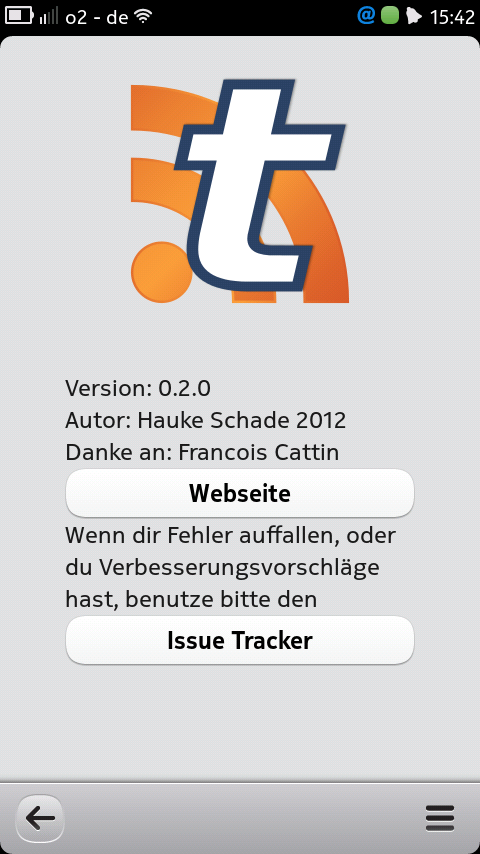 o2 - de @ 15:42
t
Version: 0.2.0
Autor: Hauke Schade 2012
Danke an: Francois Cattin
Webseite
Wenn dir Fehler auffallen, oder
du Verbesserungsvorschläge
hast, benutze bitte den
Issue Tracker